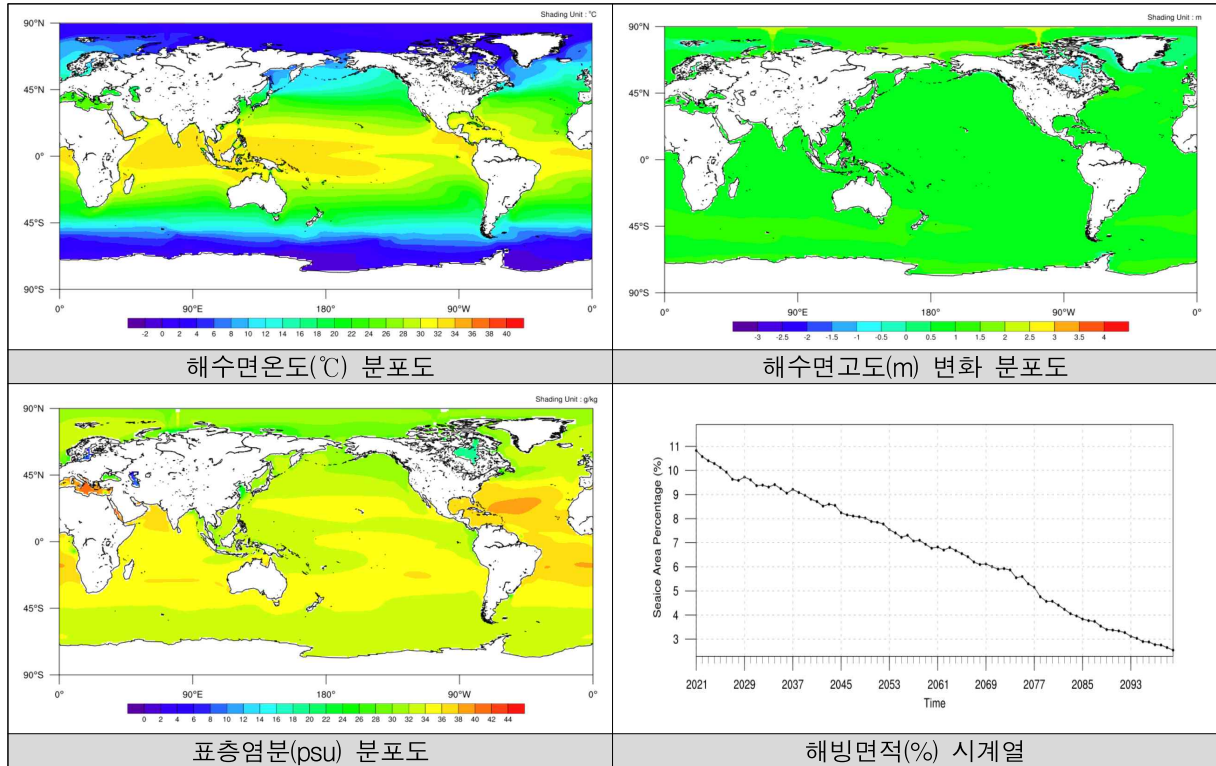 Shading Unit : °C
90°N
45°N
0°
45°S
90°S
0° 90°E 180° 90°W 0°
-2 0 2 4 6 8 10 12 14 16 18 20 22 24 26 28 30 32 34 36 38 40
해수면온도(℃) 분포도
Shading Unit : m
90°N
45°N
0°
45°S
90°S
0° 90°E 180° 90°W 0°
-3 -2.5 -2 -1.5 -1 -0.5 0 0.5 1 1.5 2 2.5 3 3.5 4
해수면고도(m) 변화 분포도
Shading Unit : g/kg
90°N
45°N
0°
45°S
90°S
0° 90°E 180° 90°W 0°
0 2 4 6 8 10 12 14 16 18 20 22 24 26 28 30 32 34 36 38 40 42 44
표층염분(psu) 분포도
Seaice Area Percentage (%)
11
10
9
8
7
6
5
4
3
2021 2029 2037 2045 2053 2061 2069 2077 2085 2093
Time
해빙면적(%) 시계열